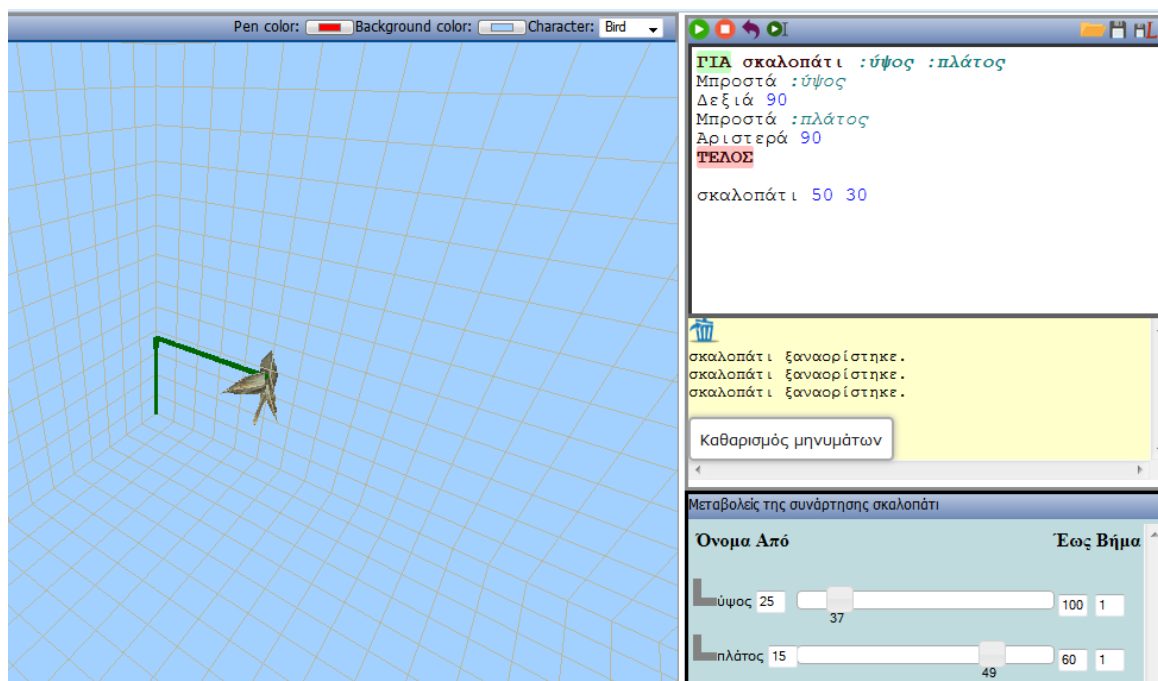 Pen color: Background color: Character: Bird
ΓΙΑ σκαλοπάτι :ύψος :πλάτος
Μπροστά :ύψος
Δεξιά 90
Μπροστά :πλάτος
Αριστερά 90
ΤΕΛΟΣ
σκαλοπάτι 50 30
σκαλοπάτι ξαναορίστηκε.
σκαλοπάτι ξαναορίστηκε.
σκαλοπάτι ξαναορίστηκε.
Καθαρισμός μηνυμάτων
Μεταβολείς της συνάρτησης σκαλοπάτι
Όνομα Από Έως Βήμα
ύψος 25 100 1
37
πλάτος 15 60 1
49